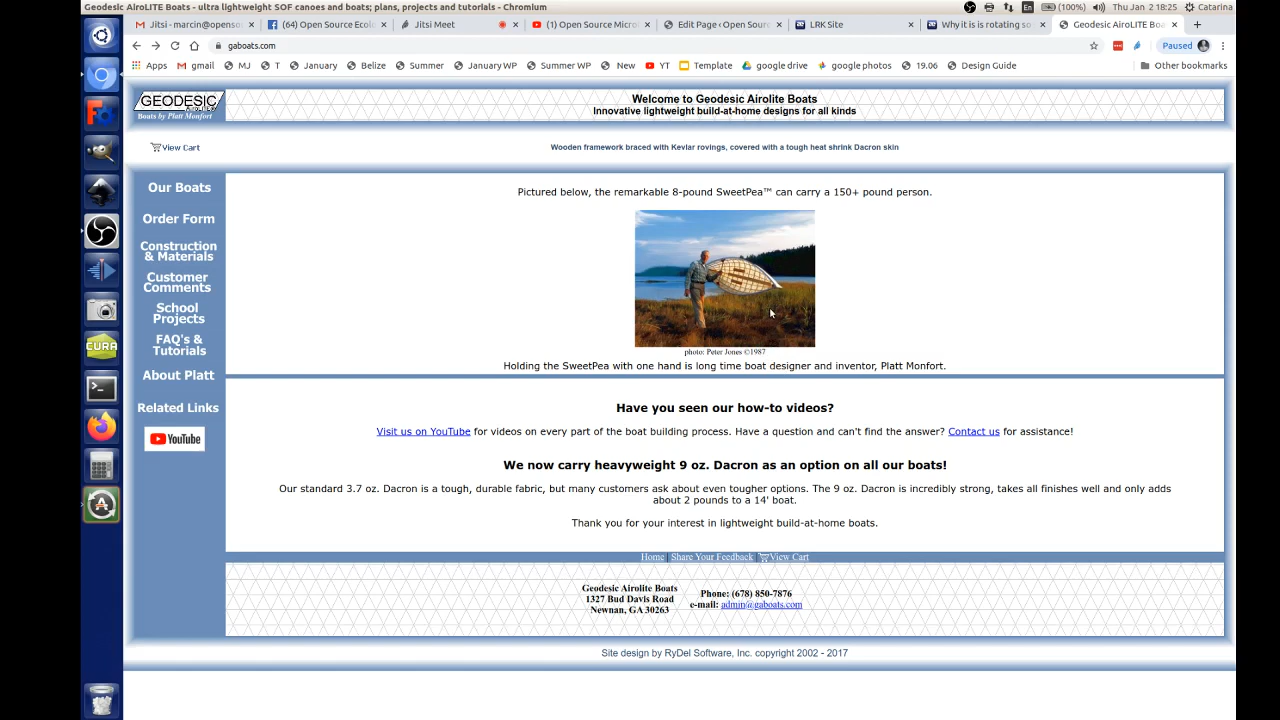 Geodesic AiroLITE Boats - ultra lightweight SOF canoes and boats; plans, projects and tutorials - Chromium
(100%) Thu Jan 2 18:25 Catarina
Jitsi - marcin@openso
(64) Open Source Ecolo
Jitsi Meet
(1) Open Source Micros
Edit Page ‹ Open Sourc
LRK Site
Why it is is rotating so
Geodesic AiroLITE Boa
gaboats.com
Paused
Apps
gmail
MJ
T
January
Belize
Summer
January WP
Summer WP
New
YT
Template
google drive
google photos
19.06
Design Guide
Other bookmarks
GEODESIC
AIROLITE
Boats by Platt Monfort
Welcome to Geodesic Airolite Boats
Innovative lightweight build-at-home designs for all kinds
View Cart
Wooden framework braced with Kevlar rovings, covered with a tough heat shrink Dacron skin
Our Boats
Order Form
Construction
& Materials
Customer
Comments
School
Projects
FAQ's &
Tutorials
About Platt
Related Links
YouTube
Pictured below, the remarkable 8-pound SweetPea™ can carry a 150+ pound person.
photo: Peter Jones ©1987
Holding the SweetPea with one hand is long time boat designer and inventor, Platt Monfort.
Have you seen our how-to videos?
Visit us on YouTube for videos on every part of the boat building process. Have a question and can't find the answer? Contact us for assistance!
We now carry heavyweight 9 oz. Dacron as an option on all our boats!
Our standard 3.7 oz. Dacron is a tough, durable fabric, but many customers ask about even tougher options. The 9 oz. Dacron is incredibly strong, takes all finishes well and only adds
about 2 pounds to a 14' boat.
Thank you for your interest in lightweight build-at-home boats.
Home | Share Your Feedback | View Cart
Geodesic Airolite Boats
1327 Bud Davis Road
Newnan, GA 30263
Phone: (678) 850-7876
e-mail: admin@gaboats.com
Site design by RyDel Software, Inc. copyright 2002 - 2017
CURA